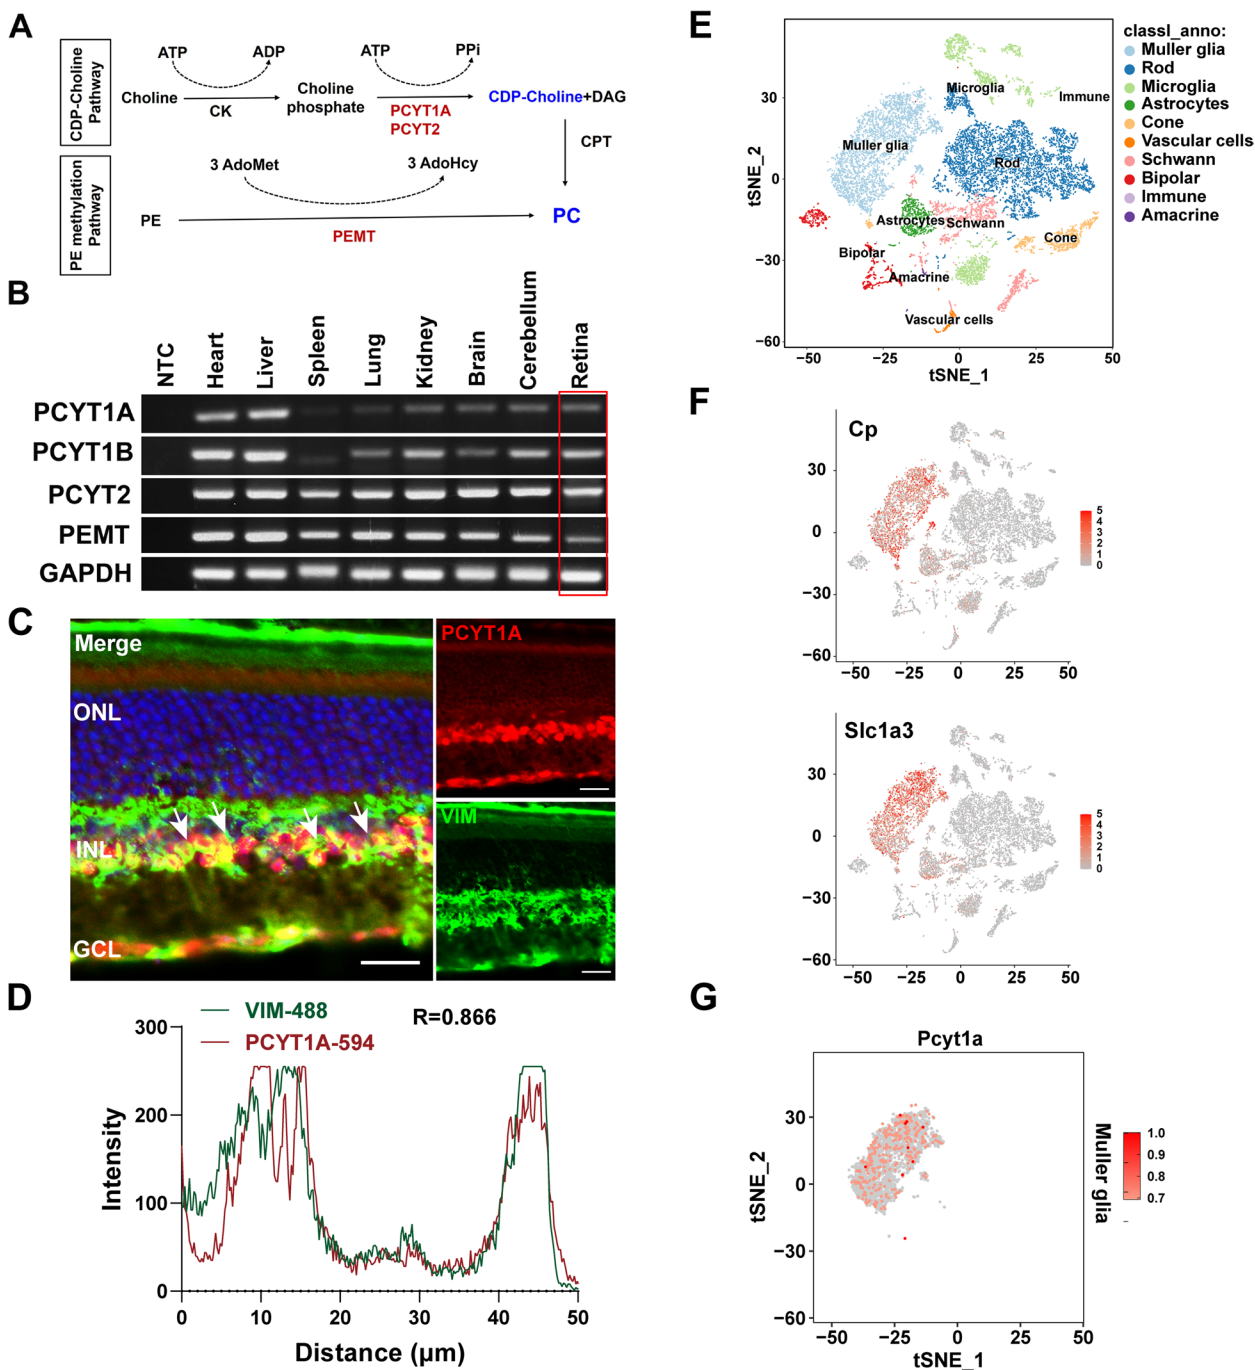 A
CDP-Choline
Pathway
ATP
ADP
ATP
PPi
Choline
CK
Choline
phosphate
PCYT1A
PCYT2
CDP-Choline+DAG
CPT
PE methylation
Pathway
3 AdoMet
3 AdoHcy
PE
PEMT
PC
B
NTC
Heart
Liver
Spleen
Lung
Kidney
Brain
Cerebellum
Retina
PCYT1A
PCYT1B
PCYT2
PEMT
GAPDH
C
Merge
ONL
INL
GCL
PCYT1A
VIM
D
VIM-488
PCYT1A-594
R=0.866
Intensity
300
200
100
0
0 10 20 30 40 50
Distance (µm)
E
tSNE_2
30
0
−30
−60
Microglia
Immune
Muller glia
Rod
Astrocytes
Schwann
Cone
Bipolar
Amacrine
Vascular cells
−50 −25 0 25 50
tSNE_1
classI_anno:
Muller glia
Rod
Microglia
Astrocytes
Cone
Vascular cells
Schwann
Bipolar
Immune
Amacrine
F
Cp
30
0
−30
−60
−50 −25 0 25 50
5
4
3
2
1
0
Slc1a3
30
0
−30
−60
−50 −25 0 25 50
5
4
3
2
1
0
G
Pcyt1a
tSNE_2
30
0
−30
−60
−50 −25 0 25 50
tSNE_1
Muller glia
1.0
0.9
0.8
0.7